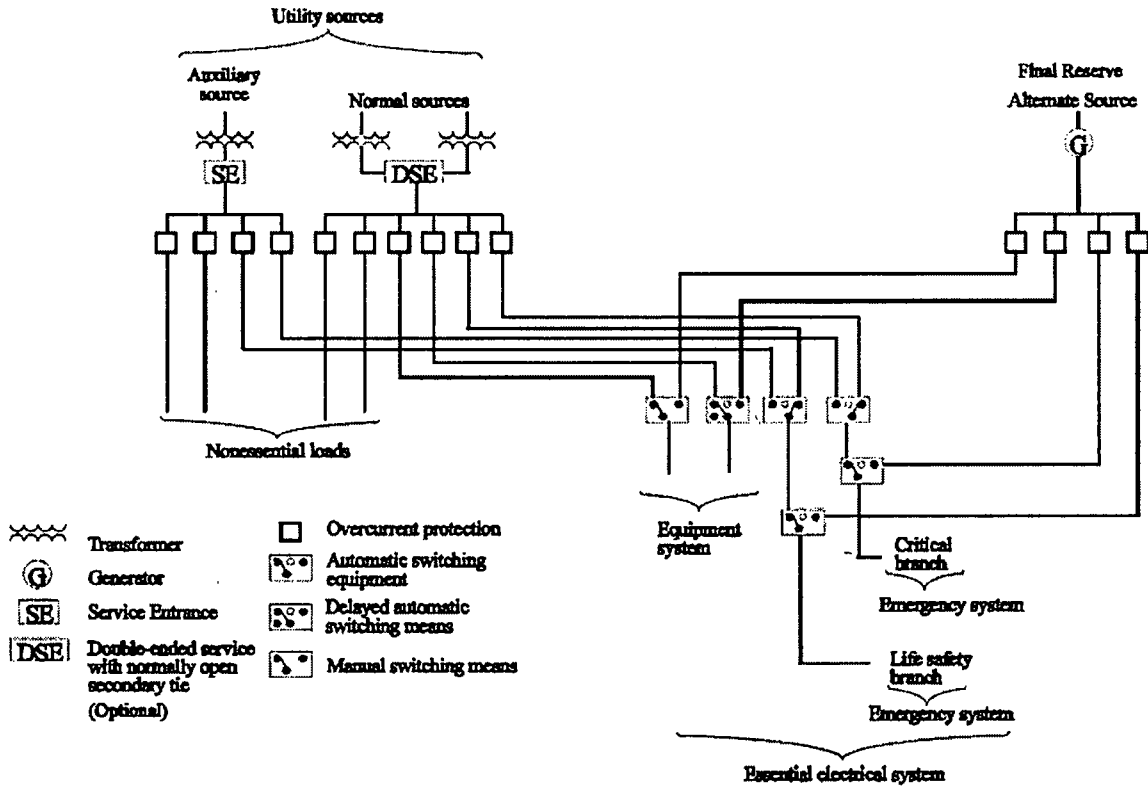 Utility sources
Auxiliary
source
Normal sources
Final Reserve
Alternate Source
SE
DSE
G
Nonessential loads
Equipment
system
Critical
branch
Emergency system
Life safety
branch
Emergency system
Essential electrical system
Transformer
G
Generator
SE
Service Entrance
DSE
Double-ended service
with normally open
secondary tie
(Optional)
Overcurrent protection
Automatic switching
equipment
Delayed automatic
switching means
Manual switching means